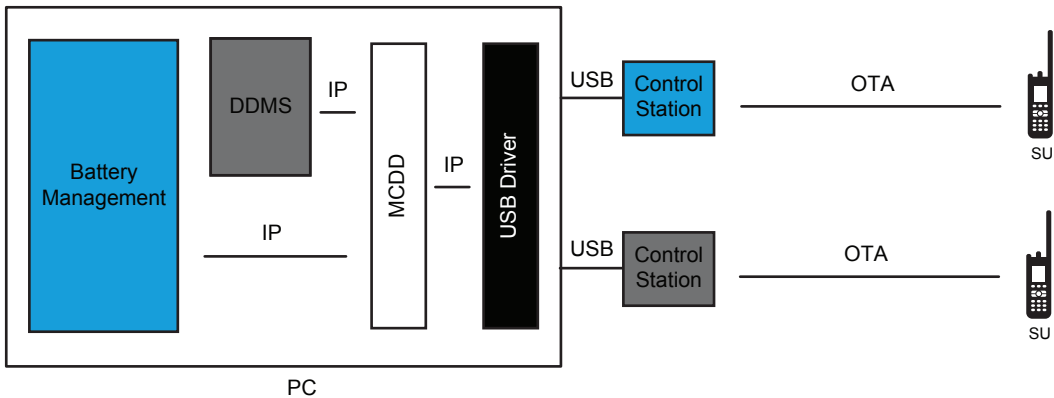 Battery
Management
DDMS
IP
IP
MCDD
IP
USB Driver
USB
Control
Station
OTA
SU
USB
Control
Station
OTA
SU
PC